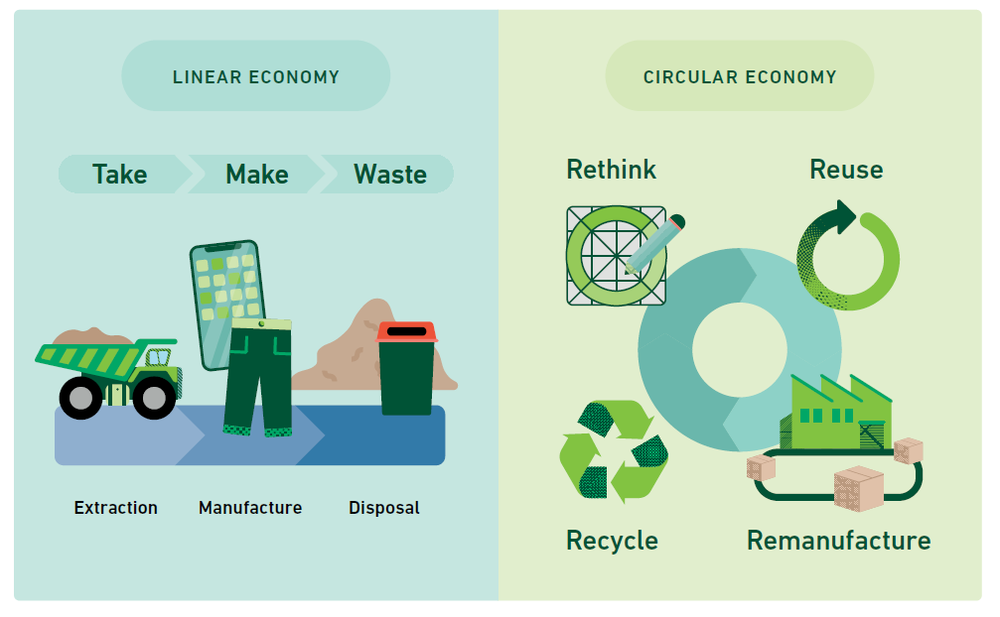 LINEAR ECONOMY
Take
Make
Waste
Extraction
Manufacture
Disposal
CIRCULAR ECONOMY
Rethink
Reuse
Recycle
Remanufacture